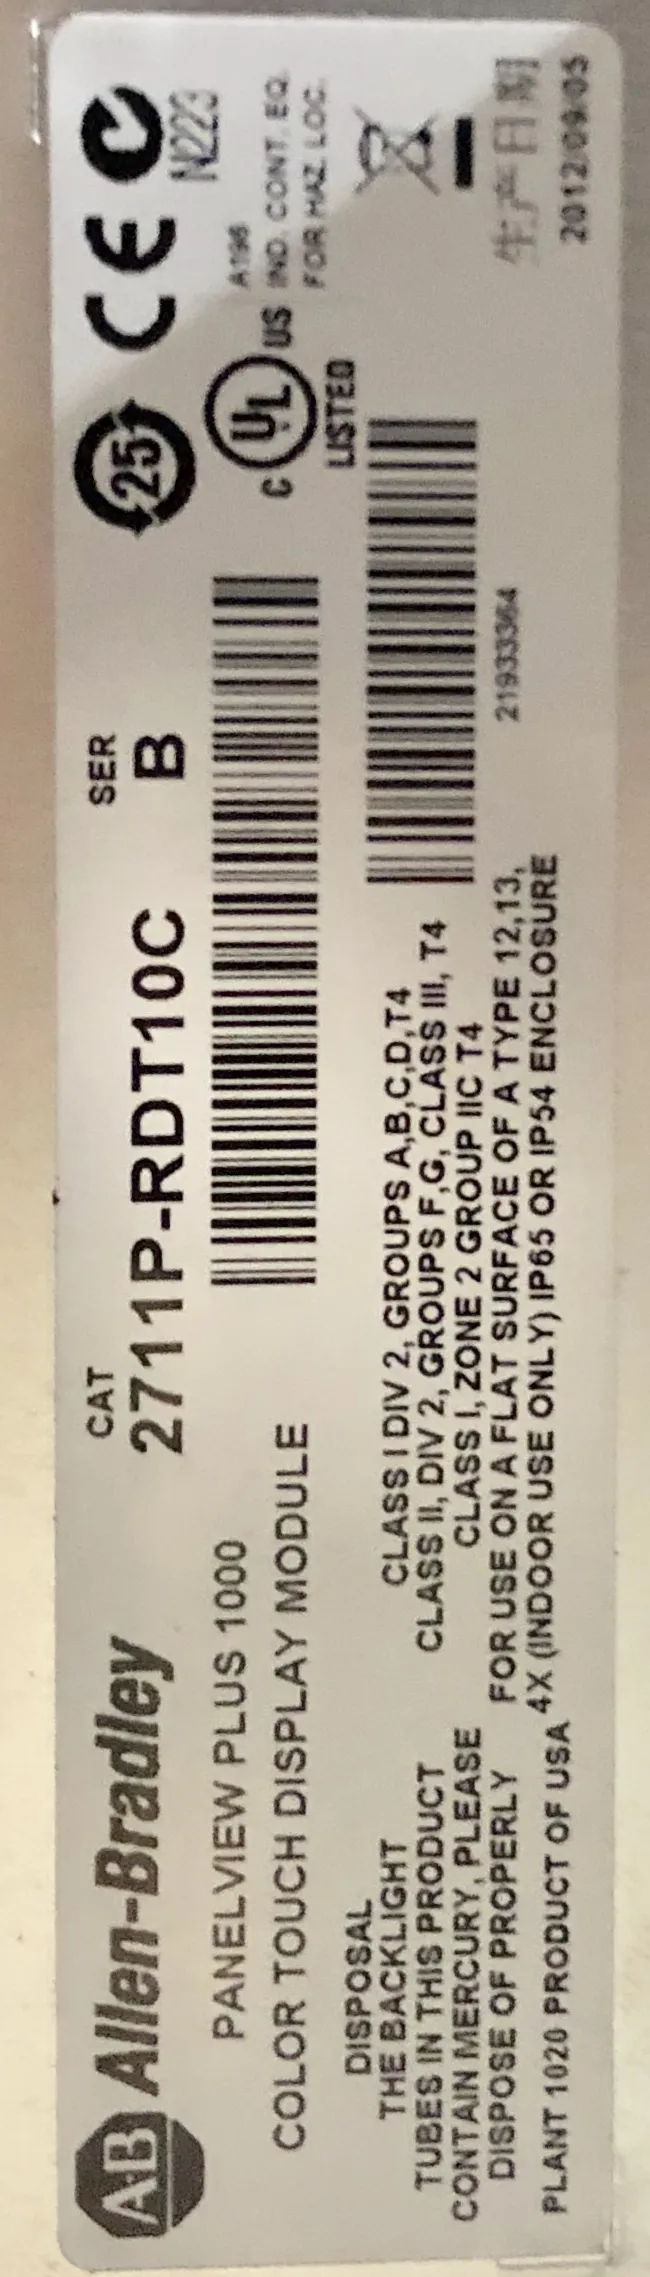 AB Allen-Bradley
PANELVIEW PLUS 1000
COLOR TOUCH DISPLAY MODULE
CAT
2711P-RDT10C
SER
B
25
CE
N223
C UL US
LISTED
A196
IND. CONT. EQ.
FOR HAZ. LOC.
DISPOSAL
THE BACKLIGHT
TUBES IN THIS PRODUCT
CONTAIN MERCURY, PLEASE
DISPOSE OF PROPERLY
PLANT 1020 PRODUCT OF USA
CLASS I DIV 2, GROUPS A,B,C,D,T4
CLASS II, DIV 2, GROUPS F,G, CLASS III, T4
CLASS I, ZONE 2 GROUP IIC T4
FOR USE ON A FLAT SURFACE OF A TYPE 12,13,
4X (INDOOR USE ONLY) IP65 OR IP54 ENCLOSURE
21933364
生产日期
2012/09/05